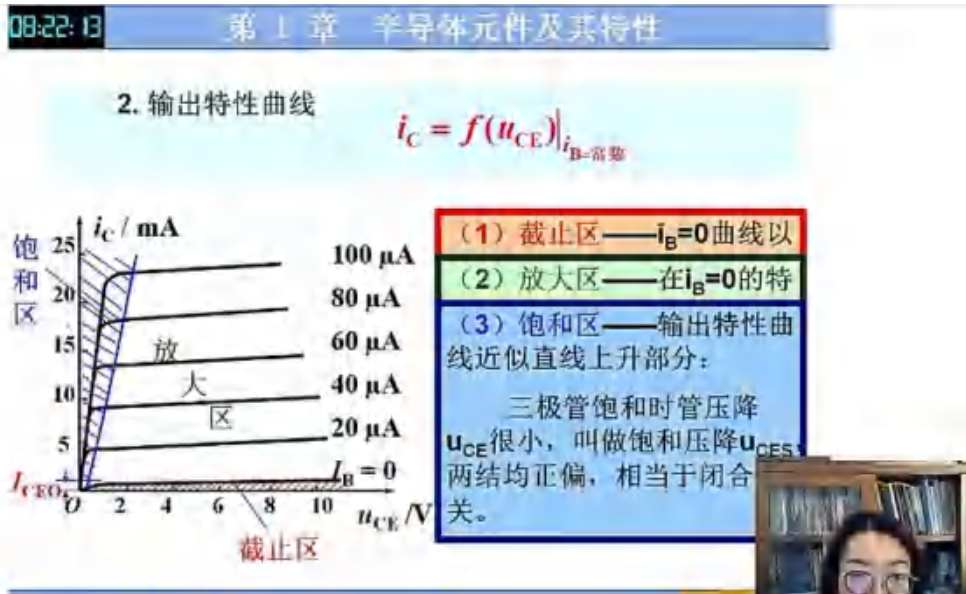 08:22:13
第 1 章 半导体元件及其特性
2. 输出特性曲线
i_C = f(u_CE)|i_B=常数
饱和区
i_C / mA
25
20
15
10
5
I_CEO
O
2
4
6
8
10
u_CE /V
100 μA
80 μA
60 μA
40 μA
20 μA
I_B = 0
放大区
截止区
(1)截止区——i_B=0曲线以
(2)放大区——在i_B=0的特
(3)饱和区——输出特性曲
线近似直线上升部分:
三极管饱和时管压降
u_CE很小,叫做饱和压降u_CES,
两结均正偏,相当于闭合
关。